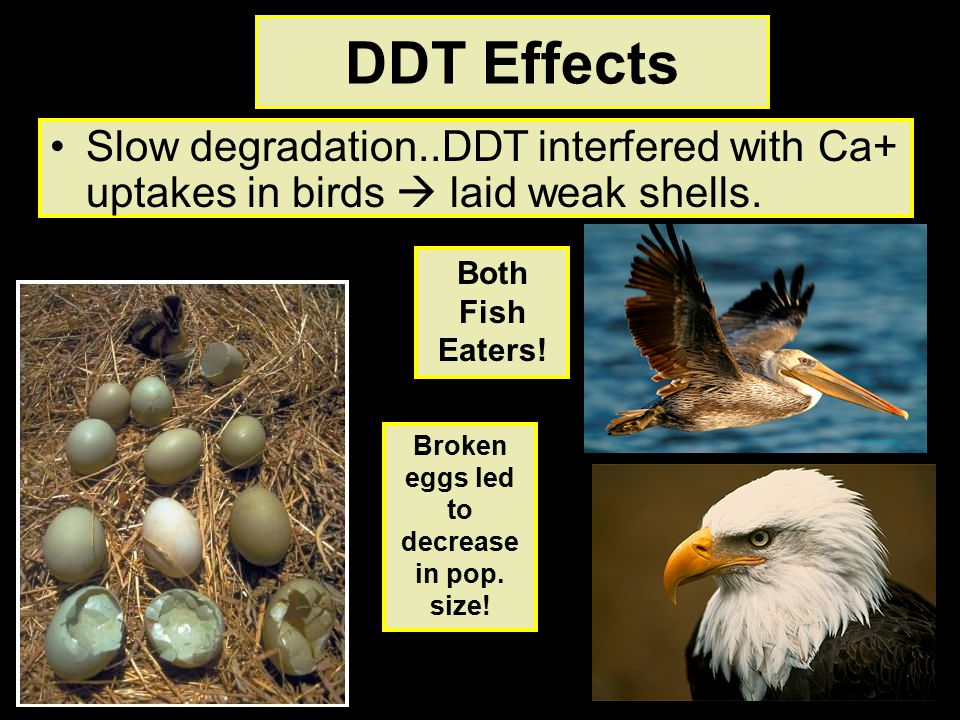 DDT Effects
• Slow degradation..DDT interfered with Ca+
uptakes in birds → laid weak shells.
Both
Fish
Eaters!
Broken
eggs led
to
decrease
in pop.
size!